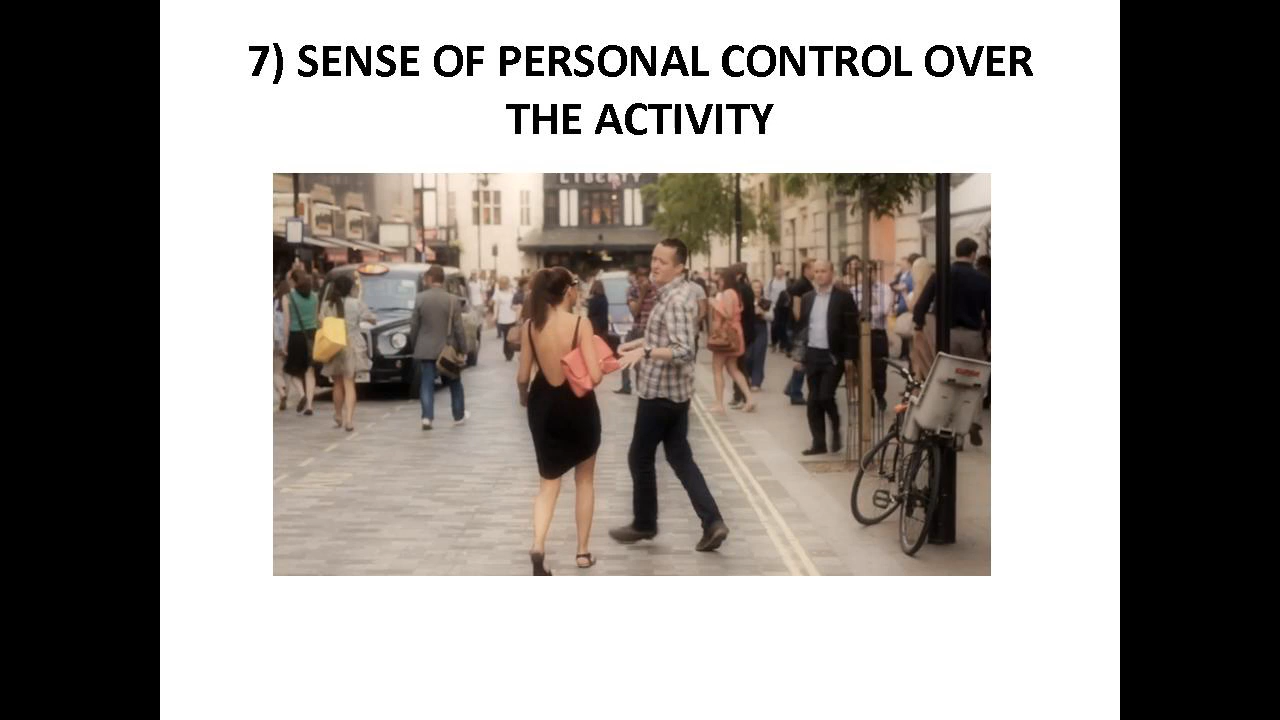 7) SENSE OF PERSONAL CONTROL OVER
THE ACTIVITY
LIBERTY